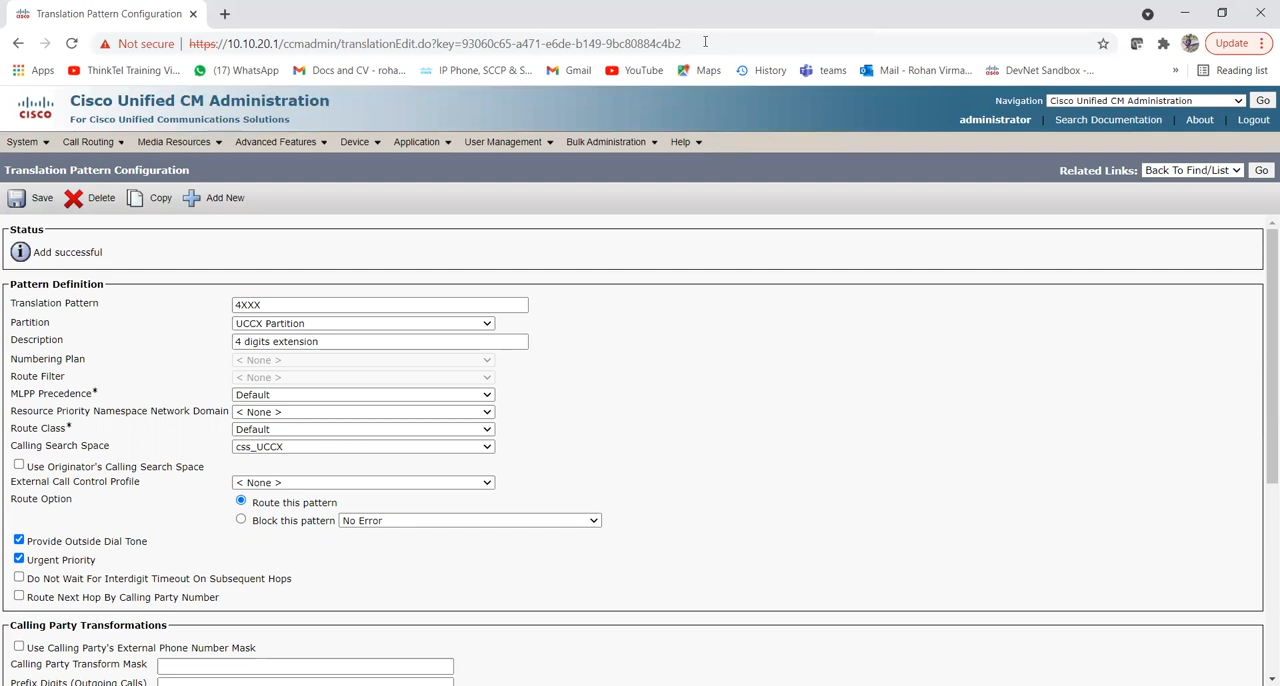 Translation Pattern Configuration
Not secure | https://10.10.20.1/ccmadmin/translationEdit.do?key=93060c65-a471-e6de-b149-9bc80884c4b2
Update
Apps ThinkTel Training Vi... (17) WhatsApp Docs and CV - roha... IP Phone, SCCP & S... Gmail YouTube Maps History teams Mail - Rohan Virma... DevNet Sandbox -... » Reading list
CISCO
Cisco Unified CM Administration
For Cisco Unified Communications Solutions
Navigation Cisco Unified CM Administration Go
administrator | Search Documentation | About | Logout
System Call Routing Media Resources Advanced Features Device Application User Management Bulk Administration Help
Translation Pattern Configuration
Related Links: Back To Find/List Go
Save Delete Copy Add New
Status
Add successful
Pattern Definition
Translation Pattern 4XXX
Partition UCCX Partition
Description 4 digits extension
Numbering Plan < None >
Route Filter < None >
MLPP Precedence* Default
Resource Priority Namespace Network Domain < None >
Route Class* Default
Calling Search Space css_UCCX
Use Originator's Calling Search Space
External Call Control Profile < None >
Route Option Route this pattern
Block this pattern No Error
Provide Outside Dial Tone
Urgent Priority
Do Not Wait For Interdigit Timeout On Subsequent Hops
Route Next Hop By Calling Party Number
Calling Party Transformations
Use Calling Party's External Phone Number Mask
Calling Party Transform Mask
Prefix Digits (Outgoing Calls)